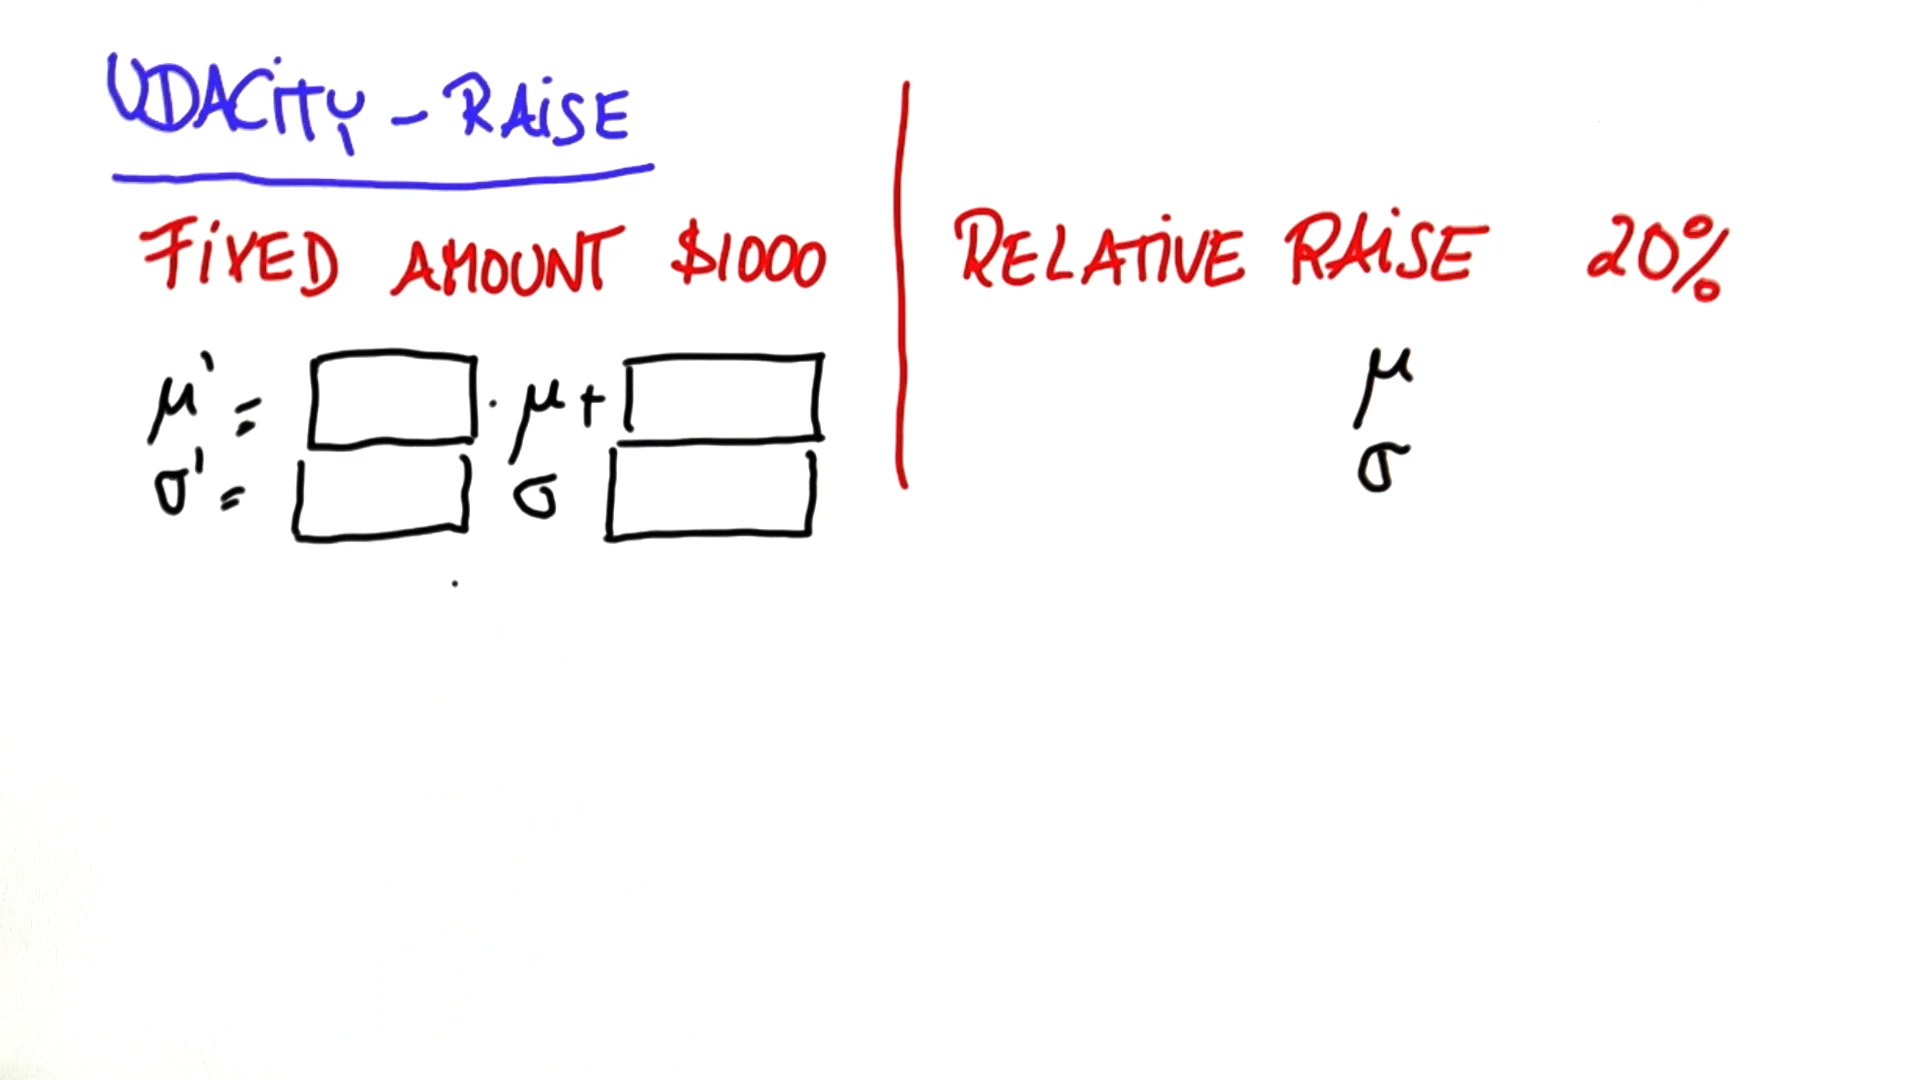 UDACiTY - RAiSE
FiXED AMOUNT $1000
μ' = · μ +
σ' = σ
RELATiVE RAiSE 20%
μ
σ